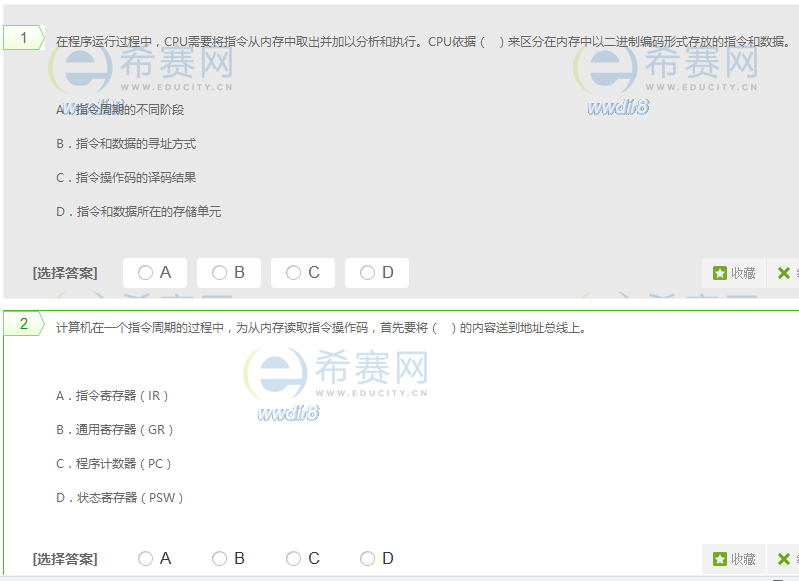 1
在程序运行过程中，CPU需要将指令从内存中取出并加以分析和执行。CPU依据（ ）来区分在内存中以二进制编码形式存放的指令和数据。
希赛网 希赛网
WWW.EDUCITY.CN WWW.EDUCITY.CN
wwdir8 wwdir8
A．指令周期的不同阶段
B．指令和数据的寻址方式
C．指令操作码的译码结果
D．指令和数据所在的存储单元
[选择答案] A B C D 收藏
2
计算机在一个指令周期的过程中，为从内存读取指令操作码，首先要将（ ）的内容送到地址总线上。
希赛网
WWW.EDUCITY.CN
wwdir8
A．指令寄存器（IR）
B．通用寄存器（GR）
C．程序计数器（PC）
D．状态寄存器（PSW）
[选择答案] A B C D 收藏